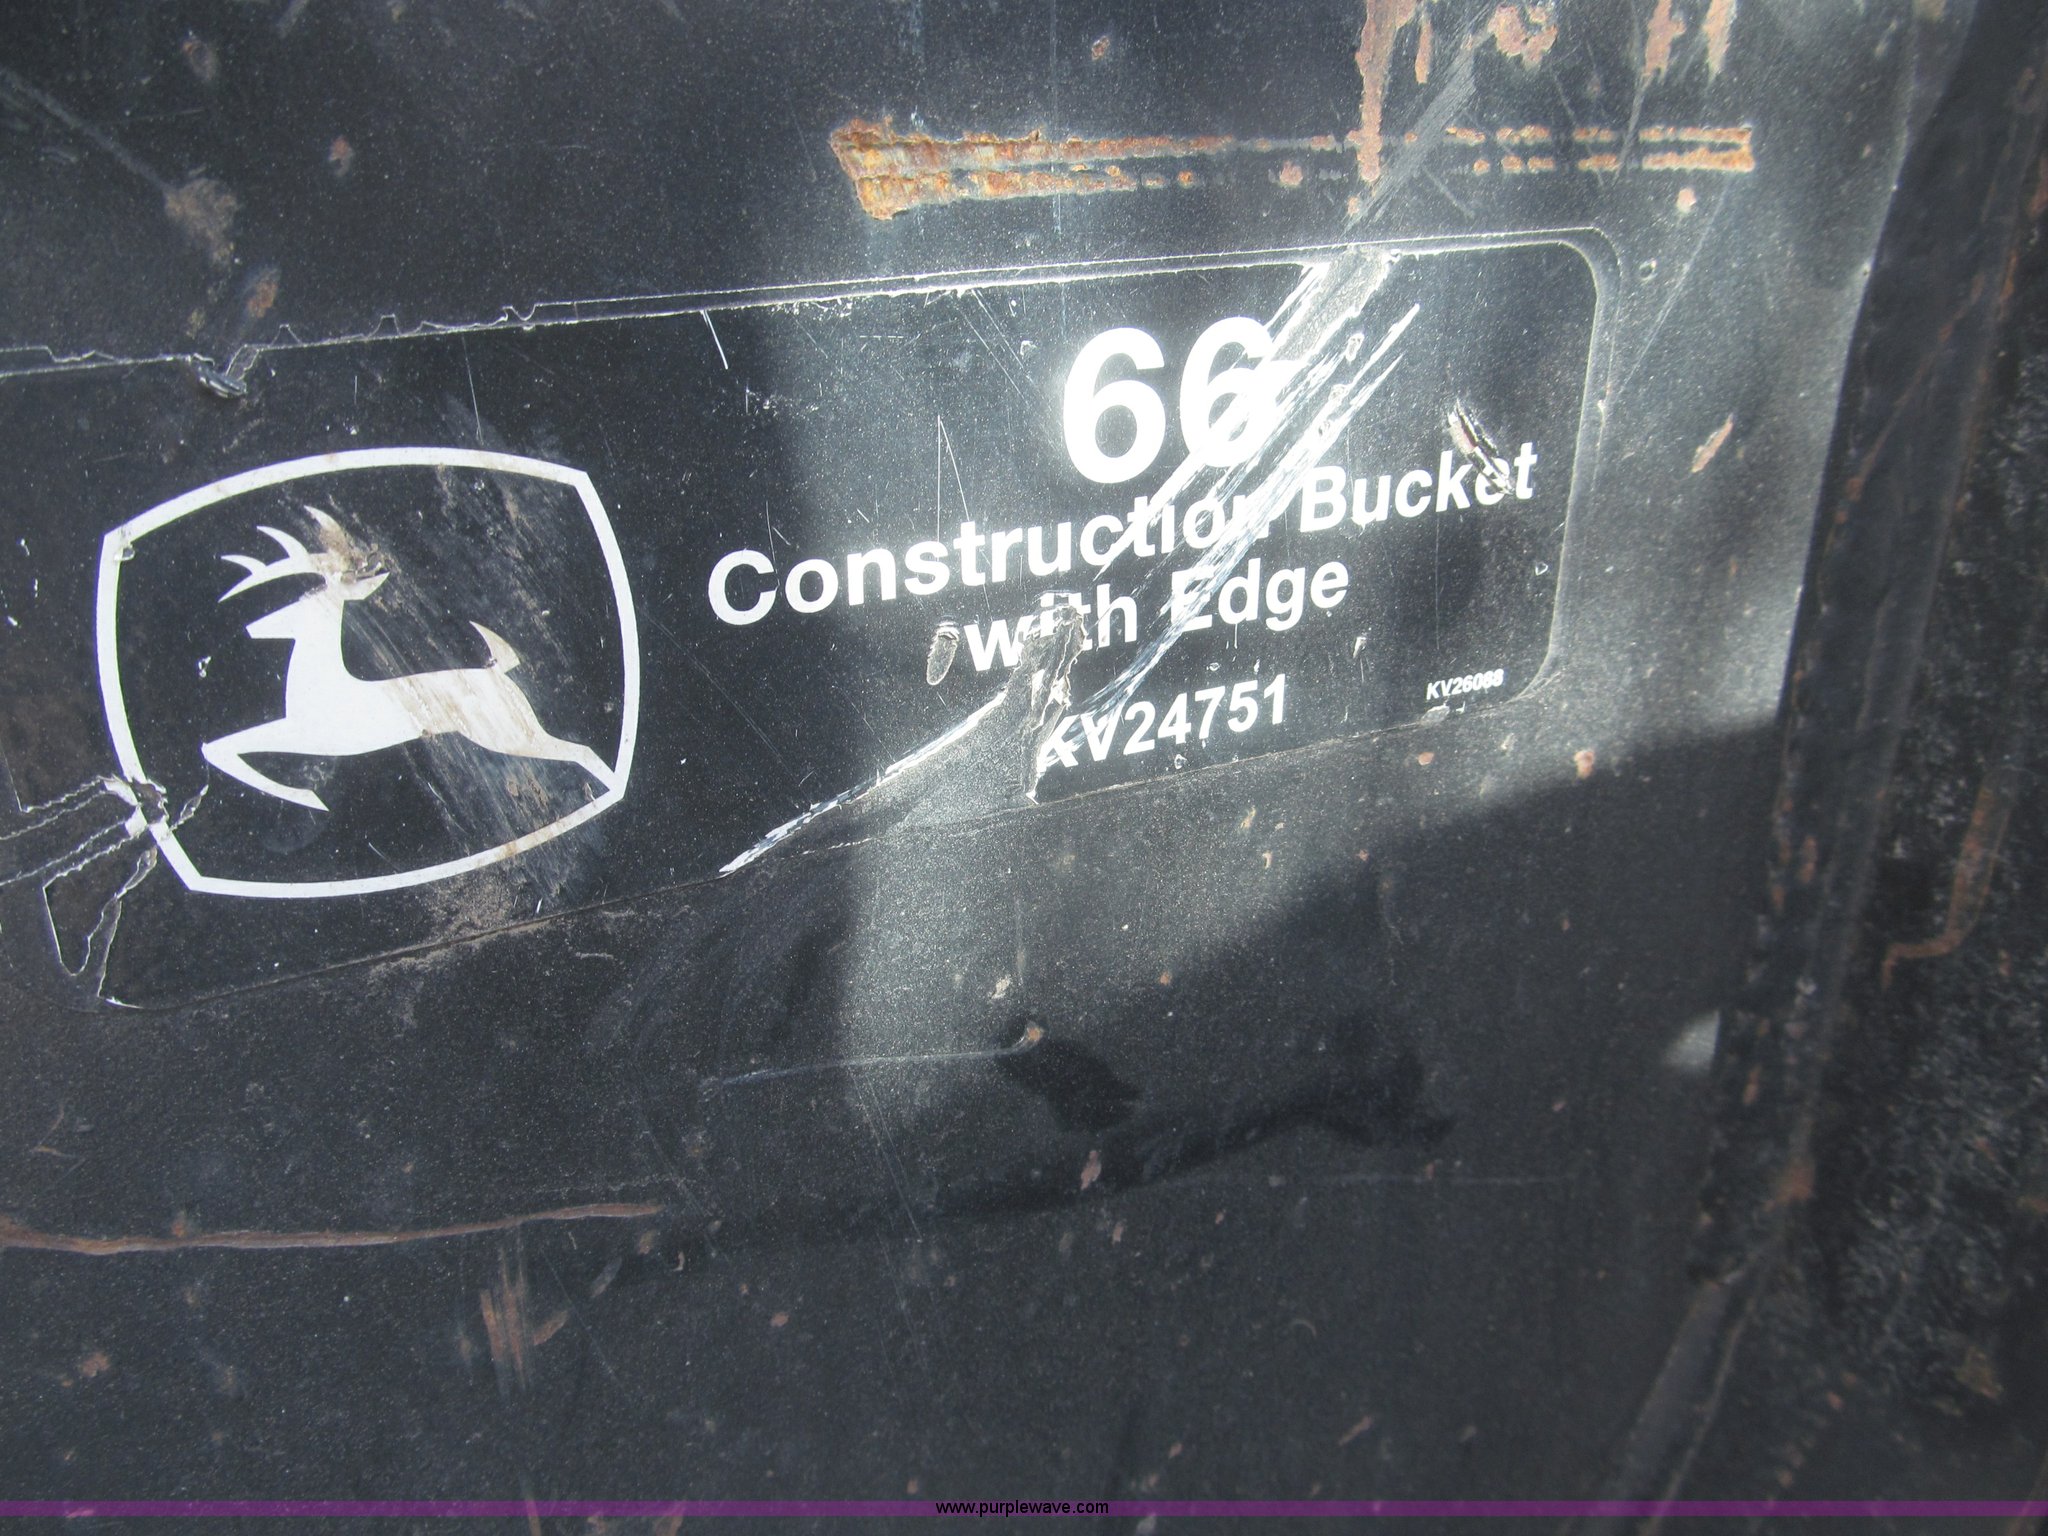 66
Construction Bucket
with Edge
KV24751
KV26088
www.purplewave.com